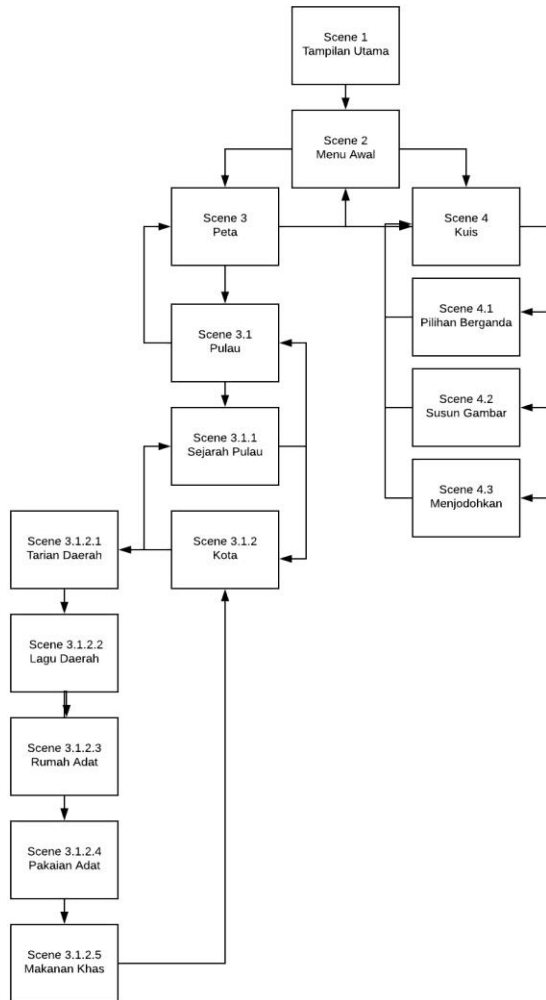 Scene 1
Tampilan Utama
Scene 2
Menu Awal
Scene 3
Peta
Scene 4
Kuis
Scene 3.1
Pulau
Scene 4.1
Pilihan Berganda
Scene 3.1.1
Sejarah Pulau
Scene 4.2
Susun Gambar
Scene 4.3
Menjodohkan
Scene 3.1.2.1
Tarian Daerah
Scene 3.1.2
Kota
Scene 3.1.2.2
Lagu Daerah
Scene 3.1.2.3
Rumah Adat
Scene 3.1.2.4
Pakaian Adat
Scene 3.1.2.5
Makanan Khas